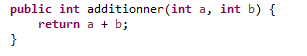 public int additionner(int a, int b) {
    return a + b;
}